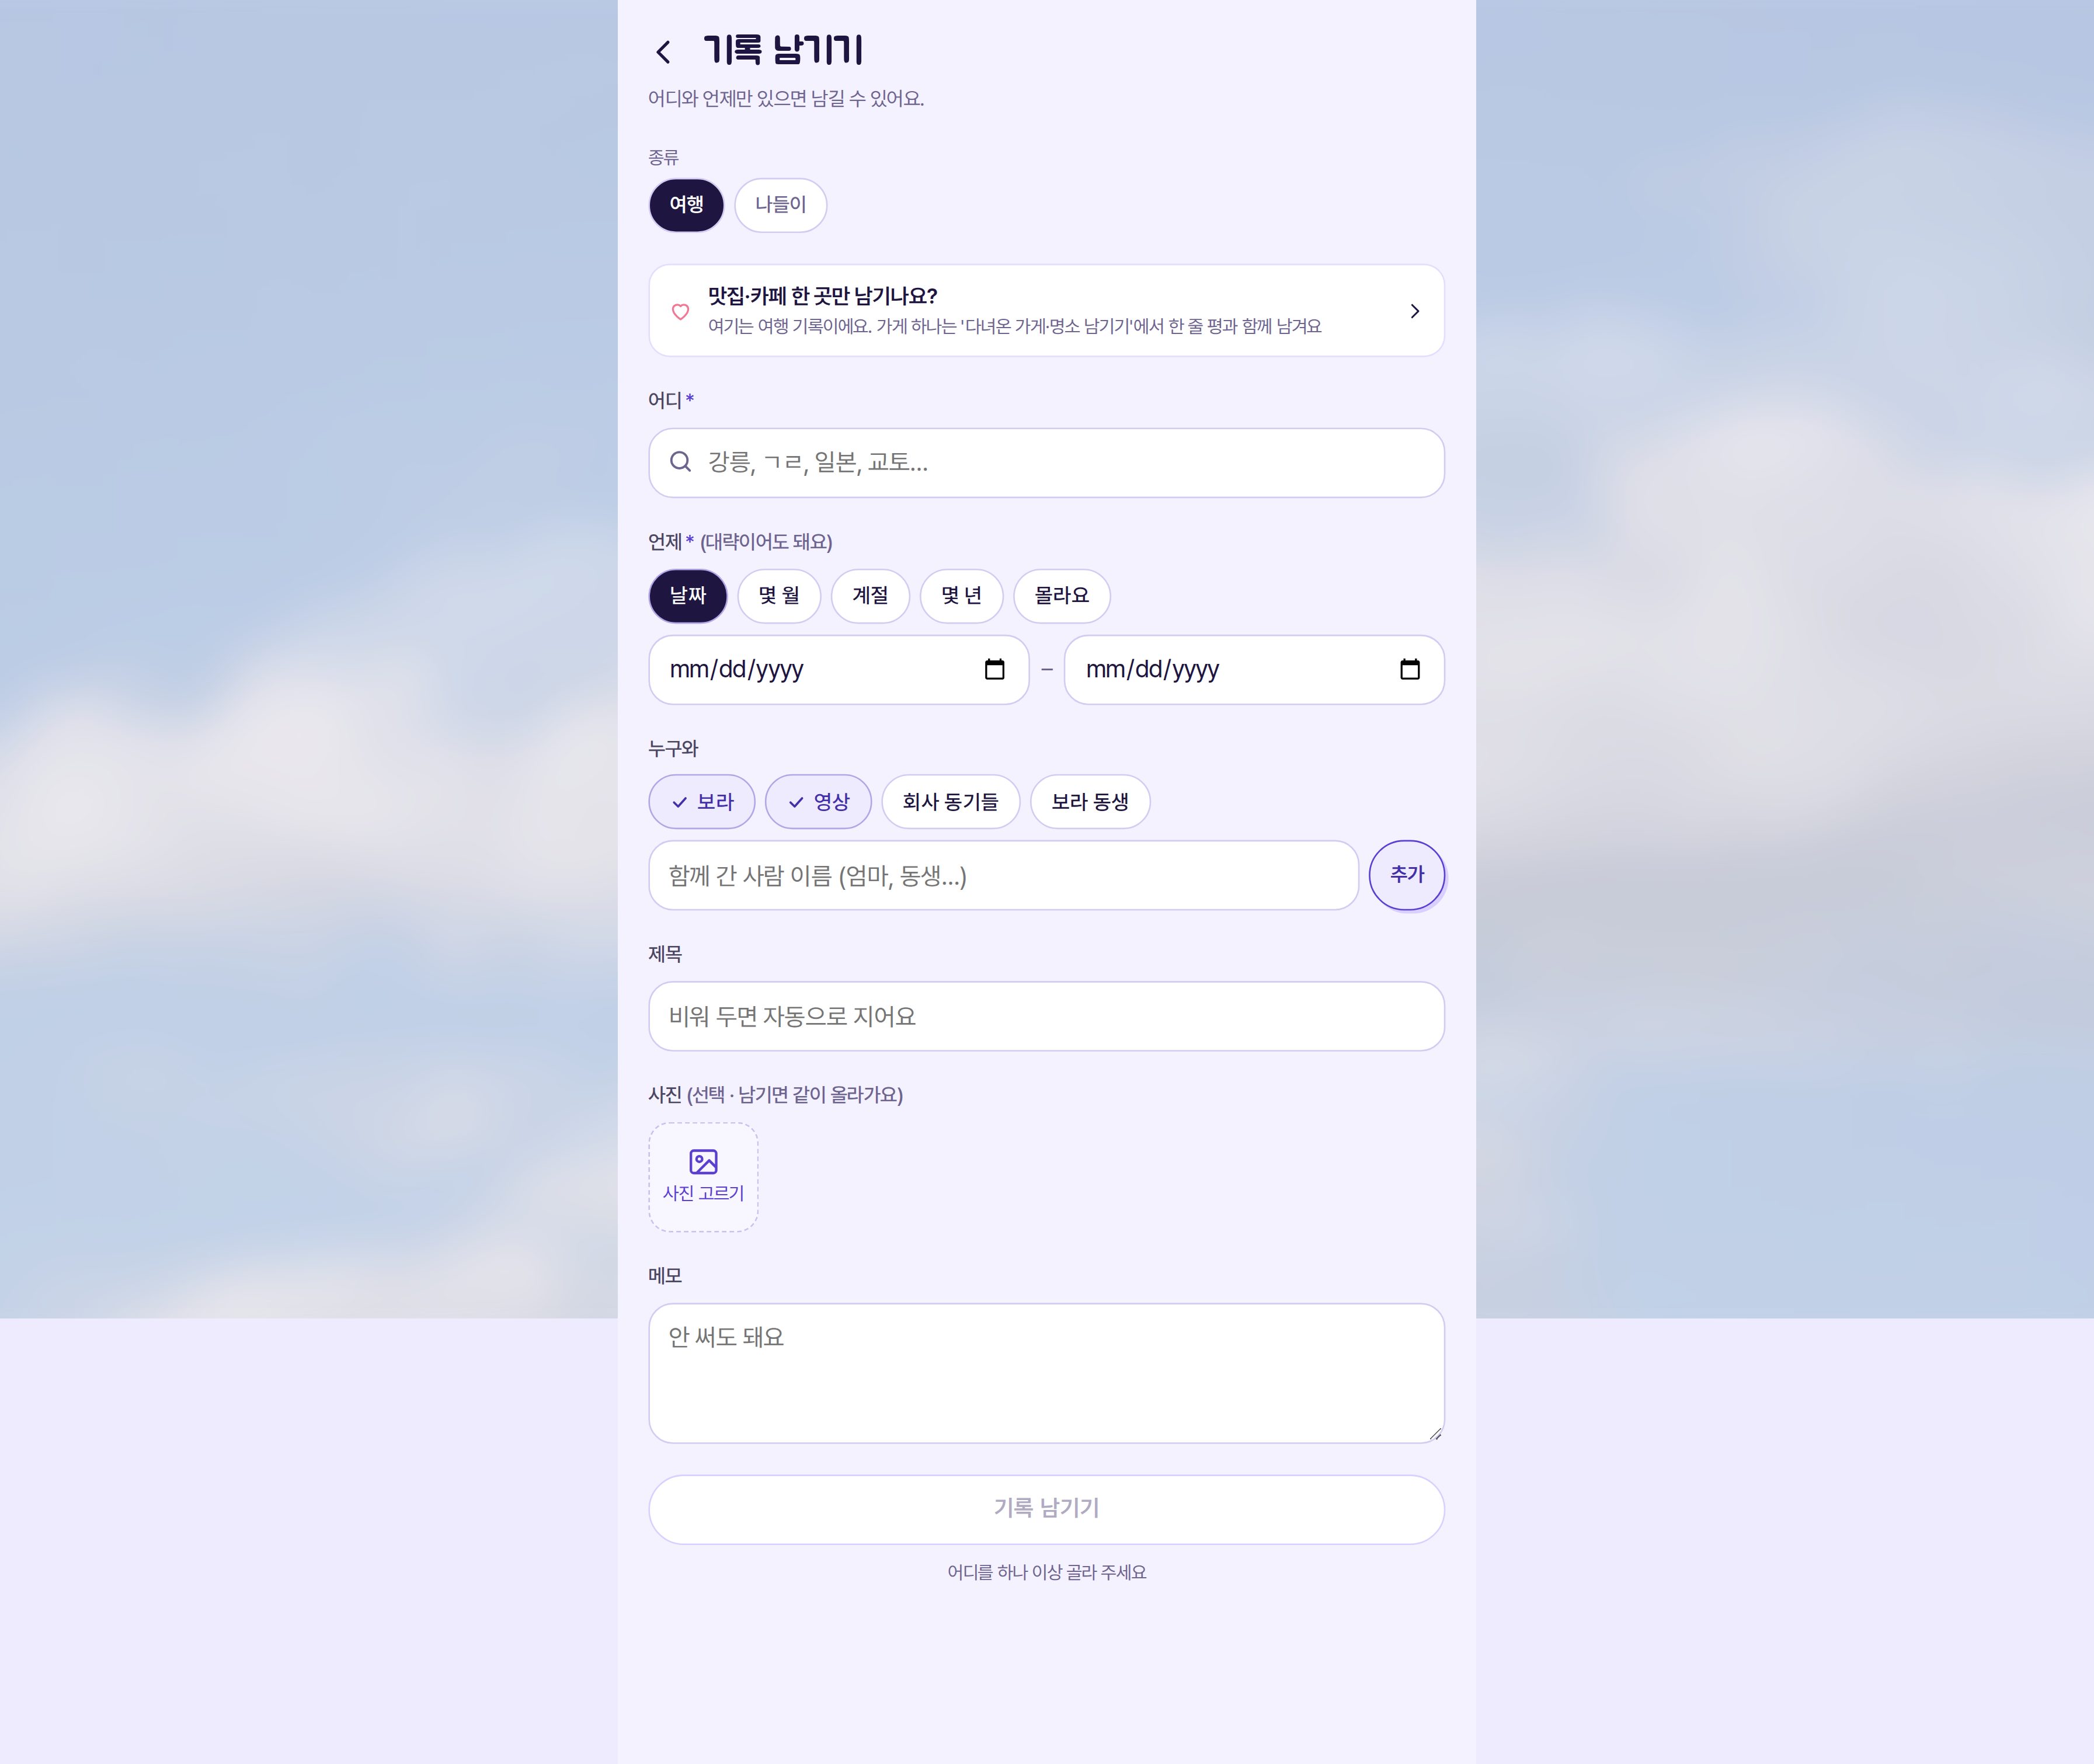 기록 남기기
어디와 언제만 있으면 남길 수 있어요.
종류
여행 나들이
맛집·카페 한 곳만 남기나요?
여기는 여행 기록이에요. 가게 하나는 '다녀온 가게·명소 남기기'에서 한 줄 평과 함께 남겨요
어디 *
강릉, ㄱㄹ, 일본, 교토...
언제 * (대략이어도 돼요)
날짜 몇 월 계절 몇 년 몰라요
mm/dd/yyyy – mm/dd/yyyy
누구와
보라 영상 회사 동기들 보라 동생
함께 간 사람 이름 (엄마, 동생...) 추가
제목
비워 두면 자동으로 지어요
사진 (선택 · 남기면 같이 올라가요)
사진 고르기
메모
안 써도 돼요
기록 남기기
어디를 하나 이상 골라 주세요